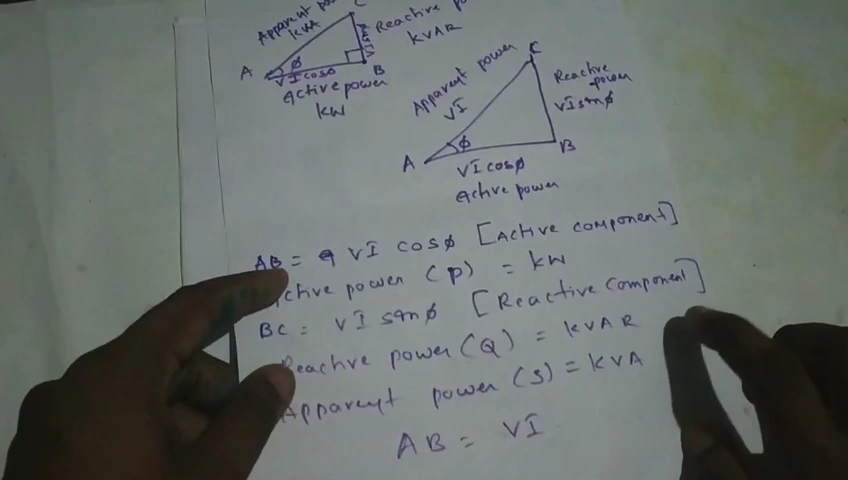 Apparent
KVA
C
Reactive
KVAR
VIsinϕ
A
ϕ
B
VI cosϕ
Active power
KW
C
Apparent power
VI
Reactive
power
VI sinϕ
ϕ
A
B
VI cosϕ
Active power
AB = VI cosϕ [Active component]
Active power (P) = KW
BC = VI sinϕ [Reactive component]
Reactive power (Q) = KVAR
Apparent power (S) = KVA
AB = VI